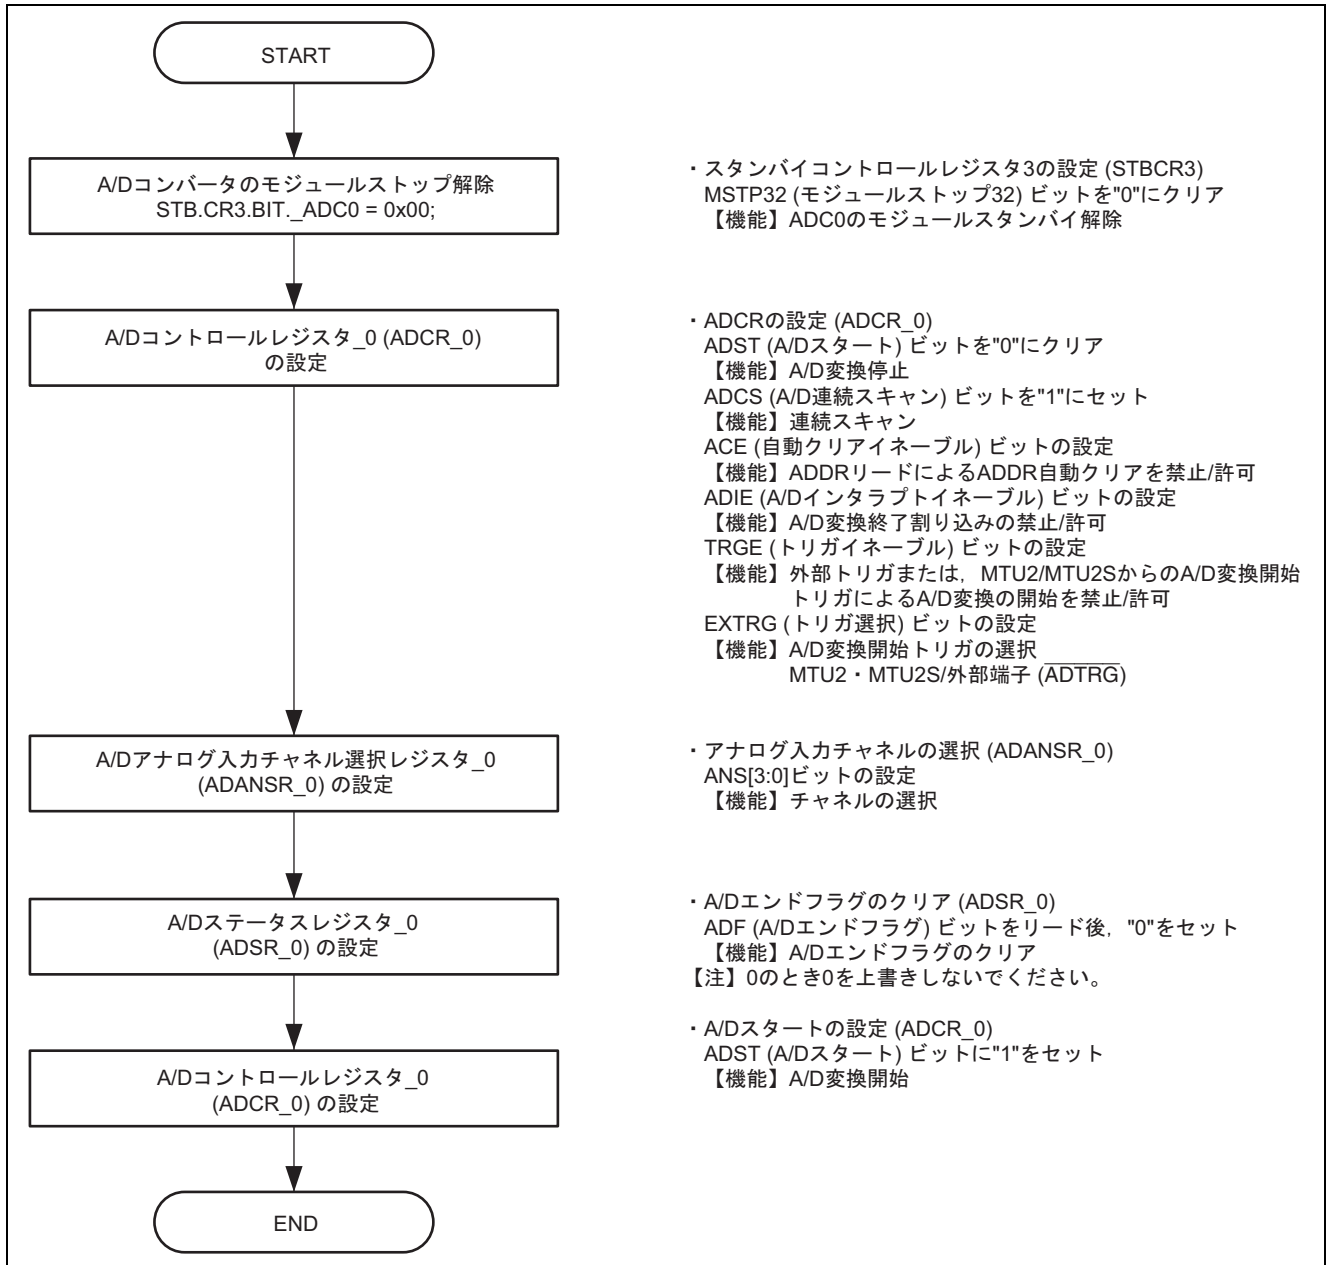 START
A/Dコンバータのモジュールストップ解除
STB.CR3.BIT._ADC0 = 0x00;
・スタンバイコントロールレジスタ3の設定 (STBCR3)
MSTP32 (モジュールストップ32) ビットを"0"にクリア
【機能】ADC0のモジュールスタンバイ解除
A/Dコントロールレジスタ_0 (ADCR_0)
の設定
・ADCRの設定 (ADCR_0)
ADST (A/Dスタート) ビットを"0"にクリア
【機能】A/D変換停止
ADCS (A/D連続スキャン) ビットを"1"にセット
【機能】連続スキャン
ACE (自動クリアイネーブル) ビットの設定
【機能】ADDRリードによるADDR自動クリアを禁止/許可
ADIE (A/Dインタラプトイネーブル) ビットの設定
【機能】A/D変換終了割り込みの禁止/許可
TRGE (トリガイネーブル) ビットの設定
【機能】外部トリガまたは，MTU2/MTU2SからのA/D変換開始
トリガによるA/D変換の開始を禁止/許可
EXTRG (トリガ選択) ビットの設定
【機能】A/D変換開始トリガの選択
MTU2・MTU2S/外部端子 (ADTRG)
A/Dアナログ入力チャネル選択レジスタ_0
(ADANSR_0) の設定
・アナログ入力チャネルの選択 (ADANSR_0)
ANS[3:0]ビットの設定
【機能】チャネルの選択
A/Dステータスレジスタ_0
(ADSR_0) の設定
・A/Dエンドフラグのクリア (ADSR_0)
ADF (A/Dエンドフラグ) ビットをリード後，"0"をセット
【機能】A/Dエンドフラグのクリア
【注】0のとき0を上書きしないでください。
A/Dコントロールレジスタ_0
(ADCR_0) の設定
・A/Dスタートの設定 (ADCR_0)
ADST (A/Dスタート) ビットに"1"をセット
【機能】A/D変換開始
END